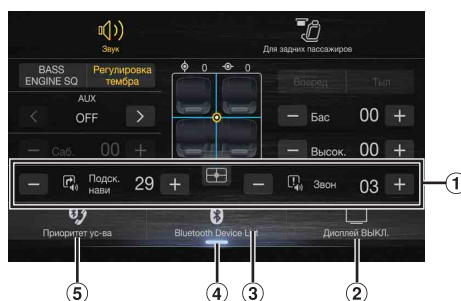 Звук
Для задних пассажиров
BASS
ENGINE SQ
Регулировка
тембра
0 0
Вперед
Тыл
AUX
OFF
Бас 00
Саб. 00
Высок. 00
Подск.
нави 29
Звон 03
Приоритет ус-ва
Bluetooth Device List
Дисплей ВЫКЛ.
1
5
4
3
2